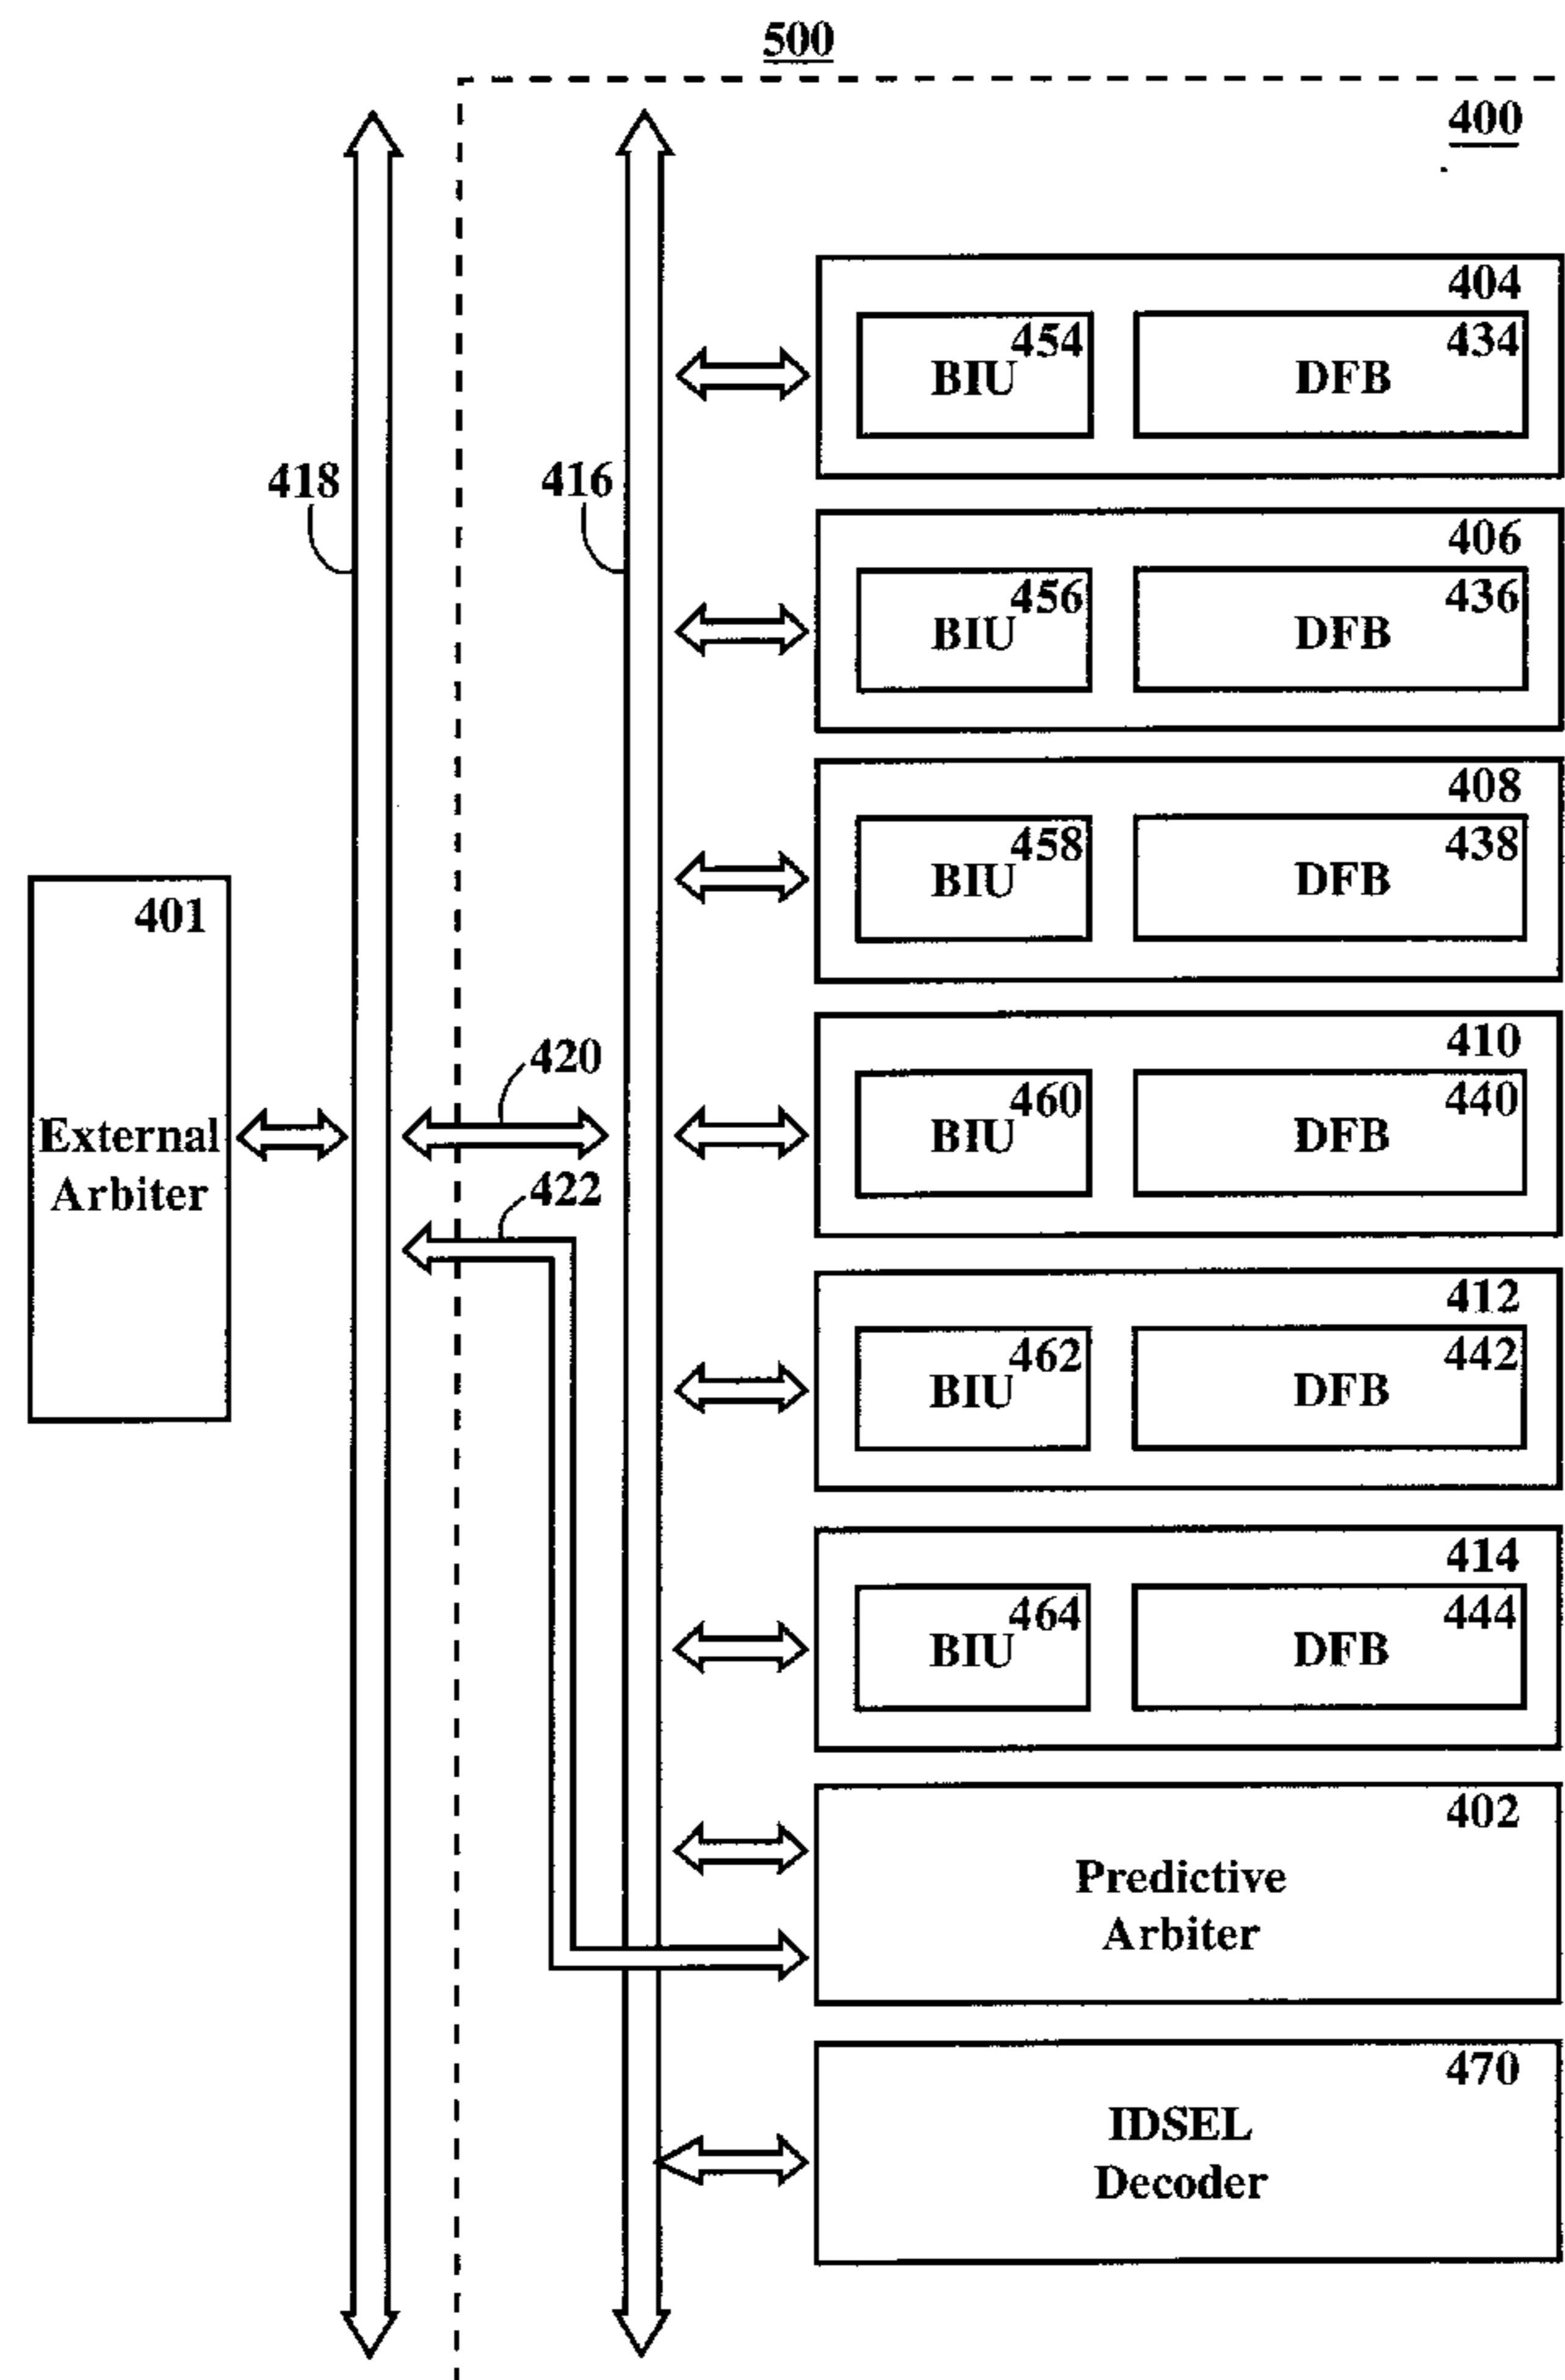 500
400
404
BIU 454
DFB 434
418
416
406
BIU 456
DFB 436
408
BIU 458
DFB 438
401
External
Arbiter
420
422
410
BIU 460
DFB 440
412
BIU 462
DFB 442
414
BIU 464
DFB 444
402
Predictive
Arbiter
470
IDSEL
Decoder